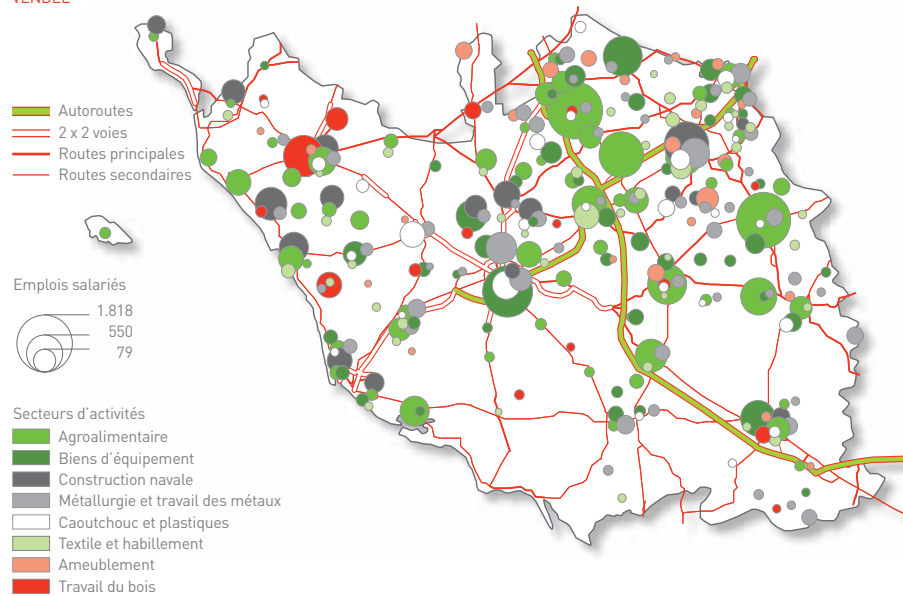 VENDÉE
Autoroutes
2 x 2 voies
Routes principales
Routes secondaires
Emplois salariés
1.818
550
79
Secteurs d'activités
Agroalimentaire
Biens d'équipement
Construction navale
Métallurgie et travail des métaux
Caoutchouc et plastiques
Textile et habillement
Ameublement
Travail du bois